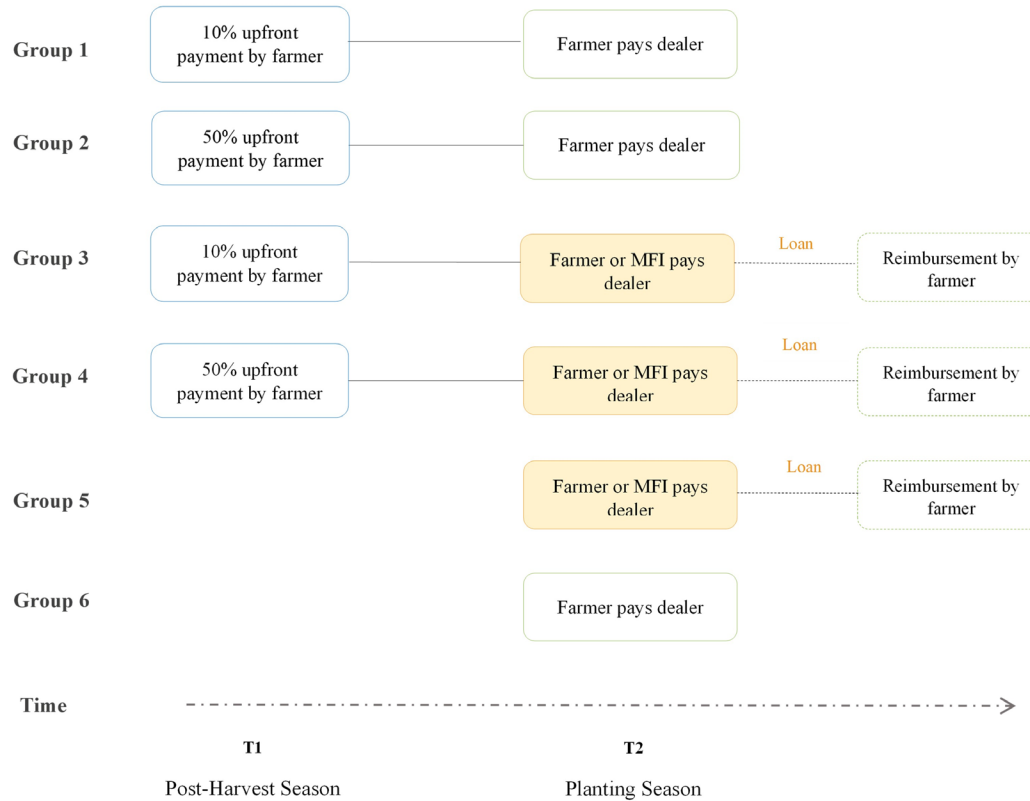 Group 1
10% upfront
payment by farmer
Farmer pays dealer
Group 2
50% upfront
payment by farmer
Farmer pays dealer
Group 3
10% upfront
payment by farmer
Farmer or MFI pays
dealer
Loan
Reimbursement by
farmer
Group 4
50% upfront
payment by farmer
Farmer or MFI pays
dealer
Loan
Reimbursement by
farmer
Group 5
Farmer or MFI pays
dealer
Loan
Reimbursement by
farmer
Group 6
Farmer pays dealer
Time
T1
T2
Post-Harvest Season
Planting Season